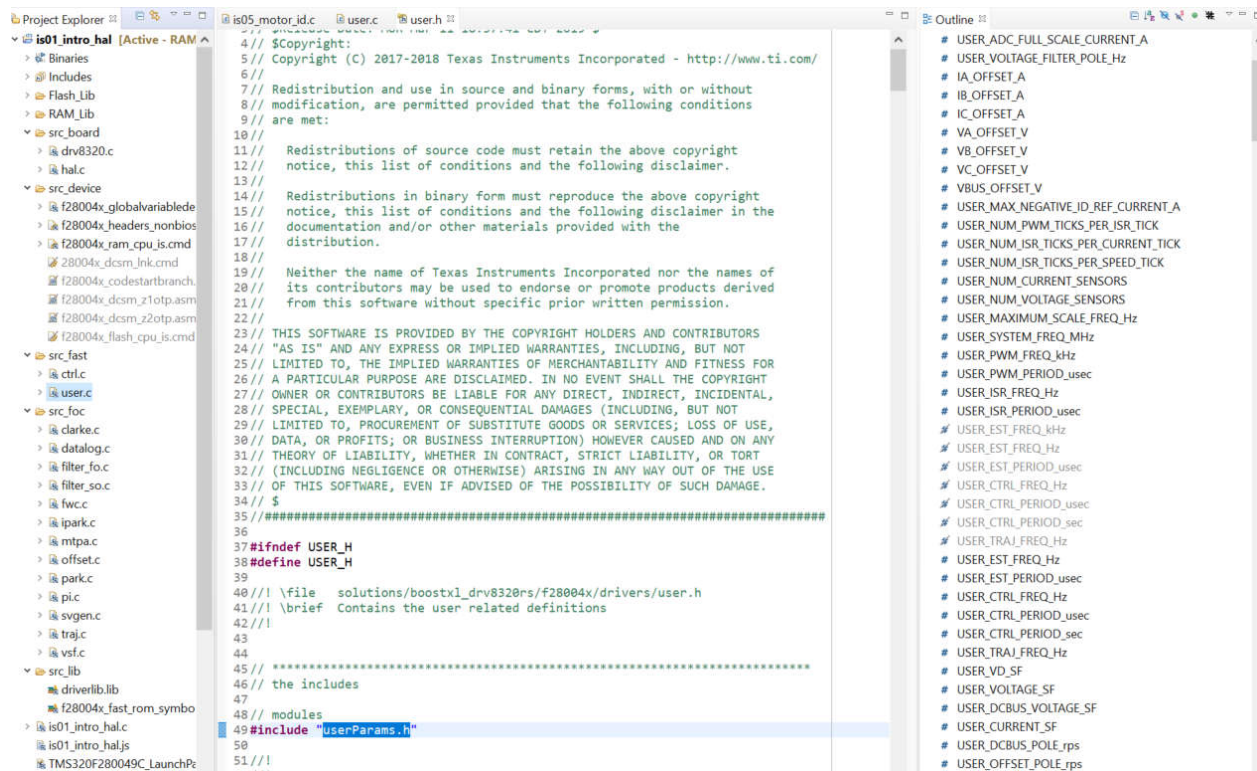 Project Explorer
is01_intro_hal [Active - RAM
Binaries
Includes
Flash_Lib
RAM_Lib
src_board
drv8320.c
hal.c
src_device
f28004x_globalvariablede
f28004x_headers_nonbios
f28004x_ram_cpu_is.cmd
28004x_dcsm_lnk.cmd
f28004x_codestartbranch.
f28004x_dcsm_z1otp.asm
f28004x_dcsm_z2otp.asm
f28004x_flash_cpu_is.cmd
src_fast
ctrl.c
user.c
src_foc
clarke.c
datalog.c
filter_fo.c
filter_so.c
fwc.c
ipark.c
mtpa.c
offset.c
park.c
pi.c
svgen.c
traj.c
vsf.c
src_lib
driverlib.lib
f28004x_fast_rom_symbo
is01_intro_hal.c
is01_intro_hal.js
TMS320F280049C_LaunchPa
is05_motor_id.c user.c user.h
4// $Copyright:
5// Copyright (C) 2017-2018 Texas Instruments Incorporated - http://www.ti.com/
6//
7// Redistribution and use in source and binary forms, with or without
8// modification, are permitted provided that the following conditions
9// are met:
10//
11// Redistributions of source code must retain the above copyright
12// notice, this list of conditions and the following disclaimer.
13//
14// Redistributions in binary form must reproduce the above copyright
15// notice, this list of conditions and the following disclaimer in the
16// documentation and/or other materials provided with the
17// distribution.
18//
19// Neither the name of Texas Instruments Incorporated nor the names of
20// its contributors may be used to endorse or promote products derived
21// from this software without specific prior written permission.
22//
23// THIS SOFTWARE IS PROVIDED BY THE COPYRIGHT HOLDERS AND CONTRIBUTORS
24// "AS IS" AND ANY EXPRESS OR IMPLIED WARRANTIES, INCLUDING, BUT NOT
25// LIMITED TO, THE IMPLIED WARRANTIES OF MERCHANTABILITY AND FITNESS FOR
26// A PARTICULAR PURPOSE ARE DISCLAIMED. IN NO EVENT SHALL THE COPYRIGHT
27// OWNER OR CONTRIBUTORS BE LIABLE FOR ANY DIRECT, INDIRECT, INCIDENTAL,
28// SPECIAL, EXEMPLARY, OR CONSEQUENTIAL DAMAGES (INCLUDING, BUT NOT
29// LIMITED TO, PROCUREMENT OF SUBSTITUTE GOODS OR SERVICES; LOSS OF USE,
30// DATA, OR PROFITS; OR BUSINESS INTERRUPTION) HOWEVER CAUSED AND ON ANY
31// THEORY OF LIABILITY, WHETHER IN CONTRACT, STRICT LIABILITY, OR TORT
32// (INCLUDING NEGLIGENCE OR OTHERWISE) ARISING IN ANY WAY OUT OF THE USE
33// OF THIS SOFTWARE, EVEN IF ADVISED OF THE POSSIBILITY OF SUCH DAMAGE.
34// $
35//#############################################################################
36
37#ifndef USER_H
38#define USER_H
39
40//! \file solutions/boostxl_drv8320rs/f28004x/drivers/user.h
41//! \brief Contains the user related definitions
42//!
43
44
45// **************************************************************************
46// the includes
47
48// modules
49#include "userParams.h"
50
51//!
Outline
USER_ADC_FULL_SCALE_CURRENT_A
USER_VOLTAGE_FILTER_POLE_Hz
IA_OFFSET_A
IB_OFFSET_A
IC_OFFSET_A
VA_OFFSET_V
VB_OFFSET_V
VC_OFFSET_V
VBUS_OFFSET_V
USER_MAX_NEGATIVE_ID_REF_CURRENT_A
USER_NUM_PWM_TICKS_PER_ISR_TICK
USER_NUM_ISR_TICKS_PER_CURRENT_TICK
USER_NUM_ISR_TICKS_PER_SPEED_TICK
USER_NUM_CURRENT_SENSORS
USER_NUM_VOLTAGE_SENSORS
USER_MAXIMUM_SCALE_FREQ_Hz
USER_SYSTEM_FREQ_MHz
USER_PWM_FREQ_kHz
USER_PWM_PERIOD_usec
USER_ISR_FREQ_Hz
USER_ISR_PERIOD_usec
USER_EST_FREQ_kHz
USER_EST_FREQ_Hz
USER_EST_PERIOD_usec
USER_CTRL_FREQ_Hz
USER_CTRL_PERIOD_usec
USER_CTRL_PERIOD_sec
USER_TRAJ_FREQ_Hz
USER_EST_FREQ_Hz
USER_EST_PERIOD_usec
USER_CTRL_FREQ_Hz
USER_CTRL_PERIOD_usec
USER_CTRL_PERIOD_sec
USER_TRAJ_FREQ_Hz
USER_VD_SF
USER_VOLTAGE_SF
USER_DCBUS_VOLTAGE_SF
USER_CURRENT_SF
USER_DCBUS_POLE_rps
USER_OFFSET_POLE_rps